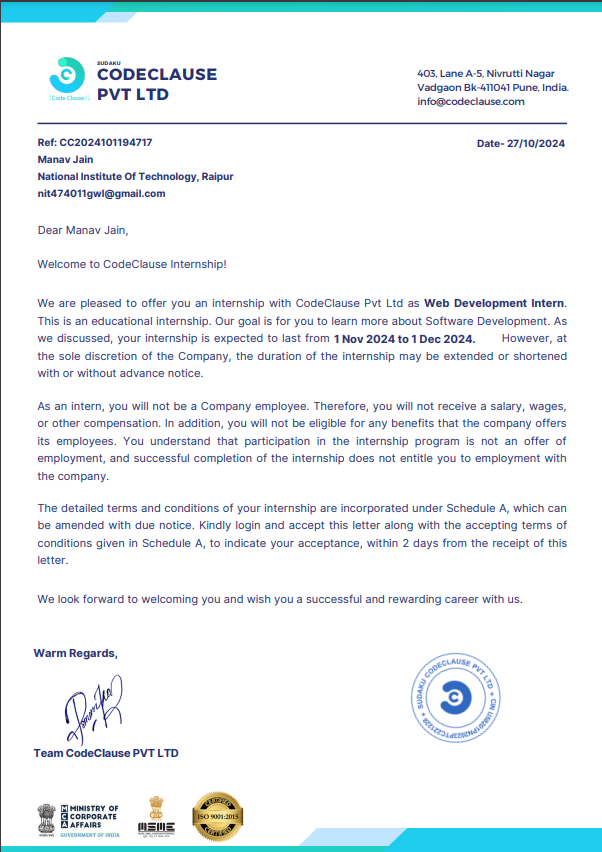 SUDAKU
CODECLAUSE
PVT LTD
{Code Clause}
403, Lane A-5, Nivrutti Nagar
Vadgaon Bk-411041 Pune, India.
info@codeclause.com
Ref: CC2024101194717
Date- 27/10/2024
Manav Jain
National Institute Of Technology, Raipur
nit474011gwl@gmail.com
Dear Manav Jain,
Welcome to CodeClause Internship!
We are pleased to offer you an internship with CodeClause Pvt Ltd as Web Development Intern.
This is an educational internship. Our goal is for you to learn more about Software Development. As
we discussed, your internship is expected to last from 1 Nov 2024 to 1 Dec 2024. However, at
the sole discretion of the Company, the duration of the internship may be extended or shortened
with or without advance notice.
As an intern, you will not be a Company employee. Therefore, you will not receive a salary, wages,
or other compensation. In addition, you will not be eligible for any benefits that the company offers
its employees. You understand that participation in the internship program is not an offer of
employment, and successful completion of the internship does not entitle you to employment with
the company.
The detailed terms and conditions of your internship are incorporated under Schedule A, which can
be amended with due notice. Kindly login and accept this letter along with the accepting terms of
conditions given in Schedule A, to indicate your acceptance, within 2 days from the receipt of this
letter.
We look forward to welcoming you and wish you a successful and rewarding career with us.
Warm Regards,
SUDAKU CODECLAUSE PVT LTD
Team CodeClause PVT LTD
MCA
MINISTRY OF
CORPORATE
AFFAIRS
GOVERNMENT OF INDIA
MSME
CERTIFIED
ISO 9001:2015
CERTIFIED